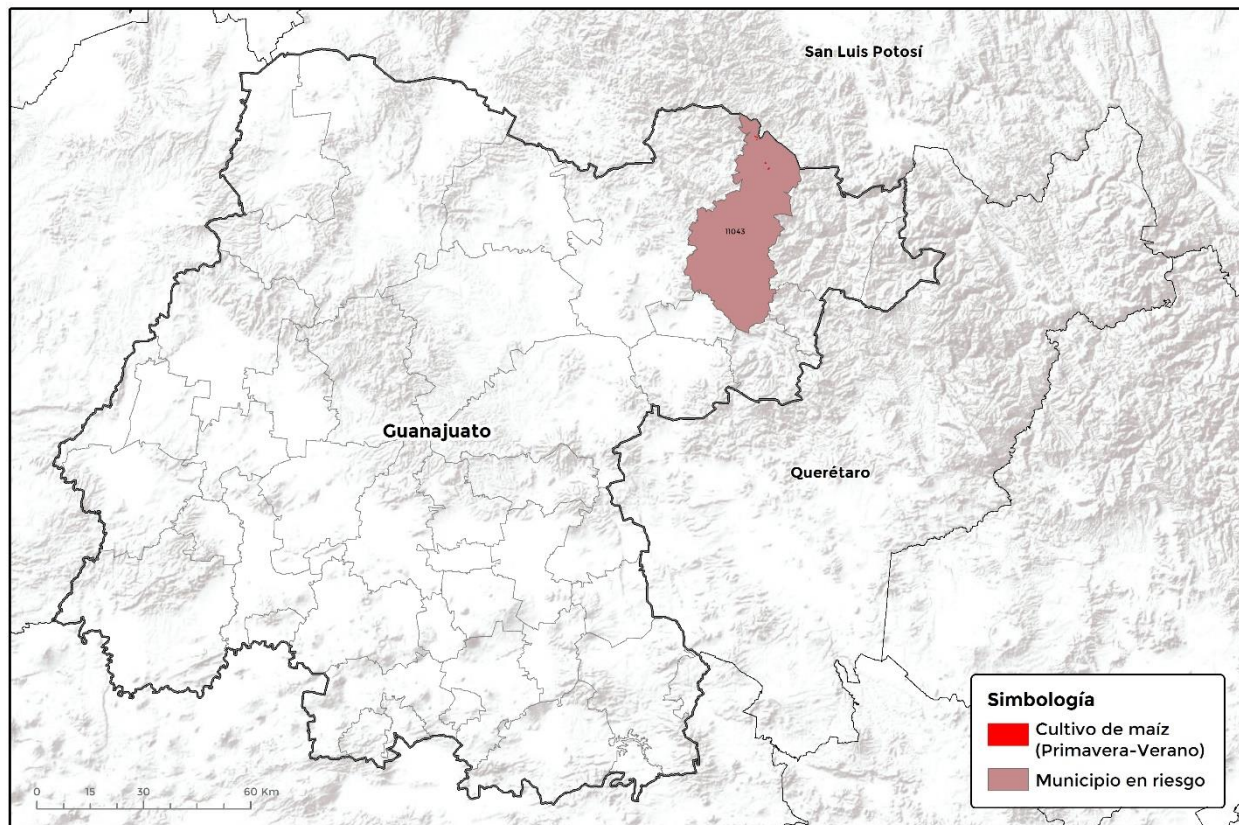 San Luis Potosí
11043
Guanajuato
Querétaro
Simbología
Cultivo de maíz
(Primavera-Verano)
Municipio en riesgo
0 15 30 60 Km